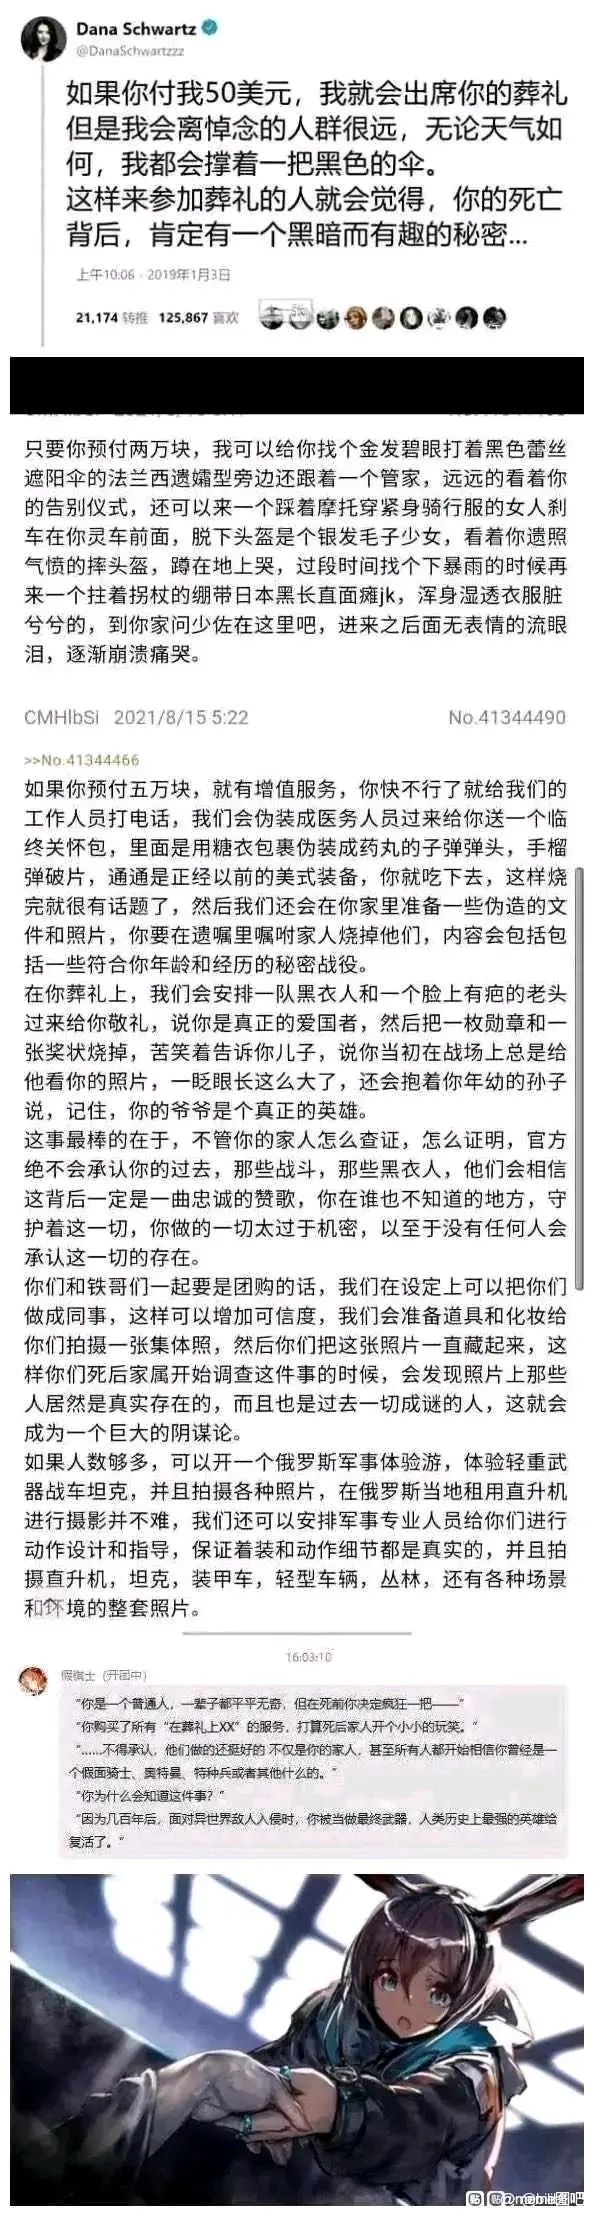 Dana Schwartz
@DanaSchwartzzz
如果你付我50美元，我就会出席你的葬礼
但是我会离悼念的人群很远，无论天气如
何，我都会撑着一把黑色的伞。
这样来参加葬礼的人就会觉得，你的死亡
背后，肯定有一个黑暗而有趣的秘密...
上午10:06 · 2019年1月3日
21,174 转推 125,867 喜欢
只要你预付两万块，我可以给你找个金发碧眼打着黑色蕾丝
遮阳伞的法兰西遗孀型旁边还跟着一个管家，远远的看着你
的告别仪式，还可以来一个踩着摩托穿紧身骑行服的女人刹
车在你灵车前面，脱下头盔是个银发毛子少女，看着你遗照
气愤的摔头盔，蹲在地上哭，过段时间找个下暴雨的时候再
来一个拄着拐杖的绷带日本黑长直面瘫jk，浑身湿透衣服脏
兮兮的，到你家问少佐在这里吧，进来之后面无表情的流眼
泪，逐渐崩溃痛哭。
CMHlbSi 2021/8/15 5:22 No.41344490
>>No.41344466
如果你预付五万块，就有增值服务，你快不行了就给我们的
工作人员打电话，我们会伪装成医务人员过来给你送一个临
终关怀包，里面是用糖衣包裹伪装成药丸的子弹弹头，手榴
弹破片，通通是正经以前的美式装备，你就吃下去，这样烧
完就很有话题了，然后我们还会在你家里准备一些伪造的文
件和照片，你要在遗嘱里嘱咐家人烧掉他们，内容会包括包
括一些符合你年龄和经历的秘密战役。
在你葬礼上，我们会安排一队黑衣人和一个脸上有疤的老头
过来给你敬礼，说你是真正的爱国者，然后把一枚勋章和一
张奖状烧掉，苦笑着告诉你儿子，说你当初在战场上总是给
他看你的照片，一眨眼长这么大了，还会抱着你年幼的孙子
说，记住，你的爷爷是个真正的英雄。
这事最棒的在于，不管你的家人怎么查证，怎么证明，官方
绝不会承认你的过去，那些战斗，那些黑衣人，他们会相信
这背后一定是一曲忠诚的赞歌，你在谁也不知道的地方，守
护着这一切，你做的一切太过于机密，以至于没有任何人会
承认这一切的存在。
你们和铁哥们一起要是团购的话，我们在设定上可以把你们
做成同事，这样可以增加可信度，我们会准备道具和化妆给
你们拍摄一张集体照，然后你们把这张照片一直藏起来，这
样你们死后家属开始调查这件事的时候，会发现照片上那些
人居然是真实存在的，而且也是过去一切成谜的人，这就会
成为一个巨大的阴谋论。
如果人数够多，可以开一个俄罗斯军事体验游，体验轻重武
器战车坦克，并且拍摄各种照片，在俄罗斯当地租用直升机
进行摄影并不难，我们还可以安排军事专业人员给你们进行
动作设计和指导，保证着装和动作细节都是真实的，并且拍
摄直升机，坦克，装甲车，轻型车辆，丛林，还有各种场景
和环境的整套照片。
16:03:10
假骑士（开团中）
“你是一个普通人，一辈子都平平无奇，但在死前你决定疯狂一把——”
“你购买了所有“在葬礼上XX”的服务，打算死后家人开个小小的玩笑。”
“……不得承认，他们做的还挺好的 不仅是你的家人，甚至所有人都开始相信你曾经是一
个假面骑士、奥特曼、特种兵或者其他什么的。”
“你为什么会知道这件事？”
“因为几百年后，面对异世界敌人入侵时，你被当做最终武器，人类历史上最强的英雄给
复活了。”